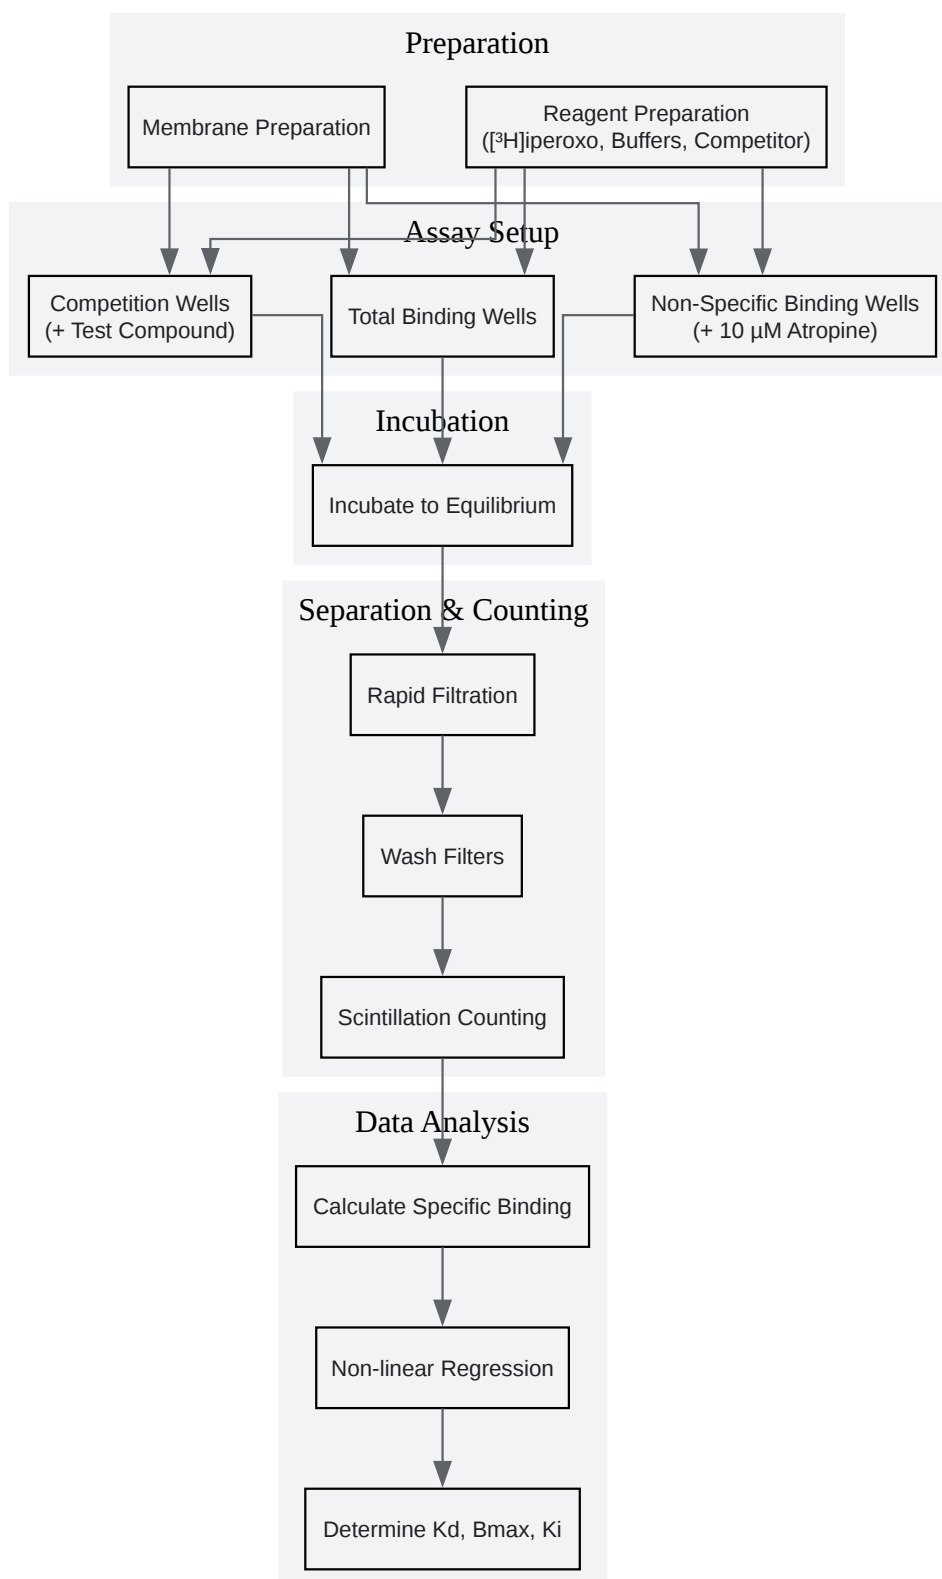 Preparation
Membrane Preparation
Reagent Preparation
([³H]iperoxo, Buffers, Competitor)
Assay Setup
Competition Wells
(+ Test Compound)
Total Binding Wells
Non-Specific Binding Wells
(+ 10 µM Atropine)
Incubation
Incubate to Equilibrium
Separation & Counting
Rapid Filtration
Wash Filters
Scintillation Counting
Data Analysis
Calculate Specific Binding
Non-linear Regression
Determine Kd, Bmax, Ki